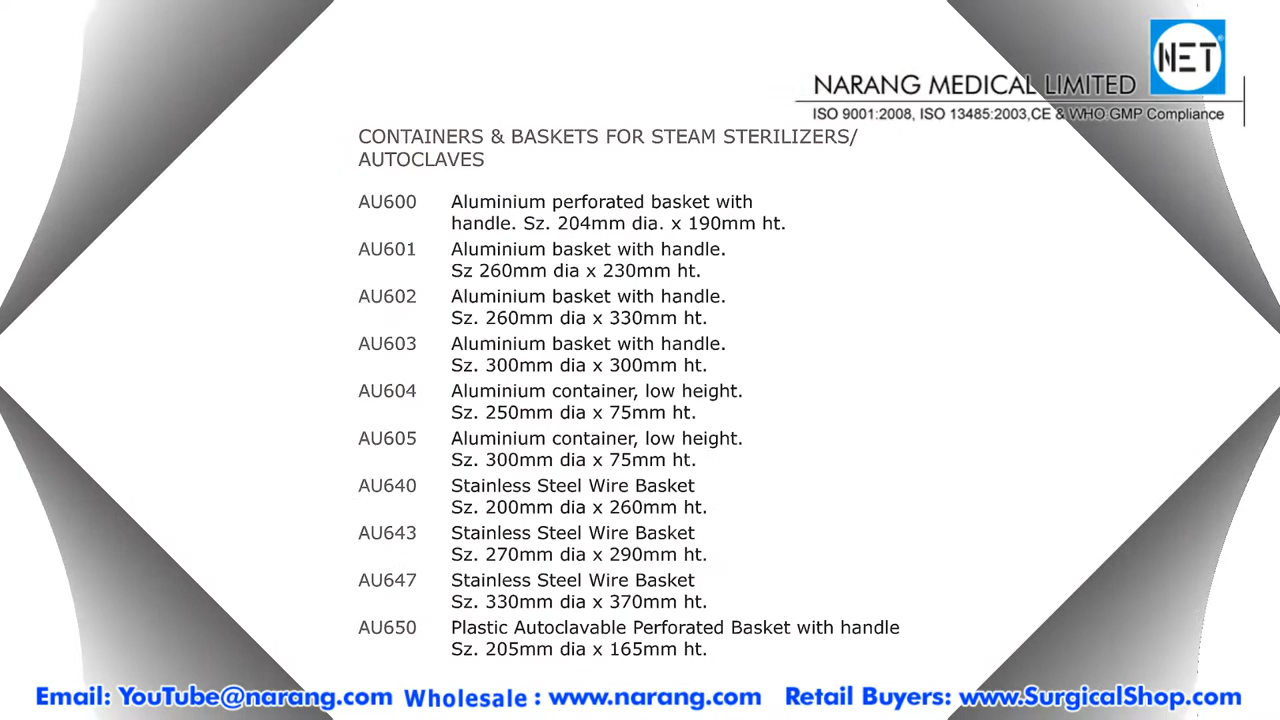 NET
NARANG MEDICAL LIMITED
ISO 9001:2008, ISO 13485:2003,CE & WHO GMP Compliance
CONTAINERS & BASKETS FOR STEAM STERILIZERS/
AUTOCLAVES
AU600 Aluminium perforated basket with
handle. Sz. 204mm dia. x 190mm ht.
AU601 Aluminium basket with handle.
Sz 260mm dia x 230mm ht.
AU602 Aluminium basket with handle.
Sz. 260mm dia x 330mm ht.
AU603 Aluminium basket with handle.
Sz. 300mm dia x 300mm ht.
AU604 Aluminium container, low height.
Sz. 250mm dia x 75mm ht.
AU605 Aluminium container, low height.
Sz. 300mm dia x 75mm ht.
AU640 Stainless Steel Wire Basket
Sz. 200mm dia x 260mm ht.
AU643 Stainless Steel Wire Basket
Sz. 270mm dia x 290mm ht.
AU647 Stainless Steel Wire Basket
Sz. 330mm dia x 370mm ht.
AU650 Plastic Autoclavable Perforated Basket with handle
Sz. 205mm dia x 165mm ht.
Email: YouTube@narang.com Wholesale : www.narang.com Retail Buyers: www.SurgicalShop.com